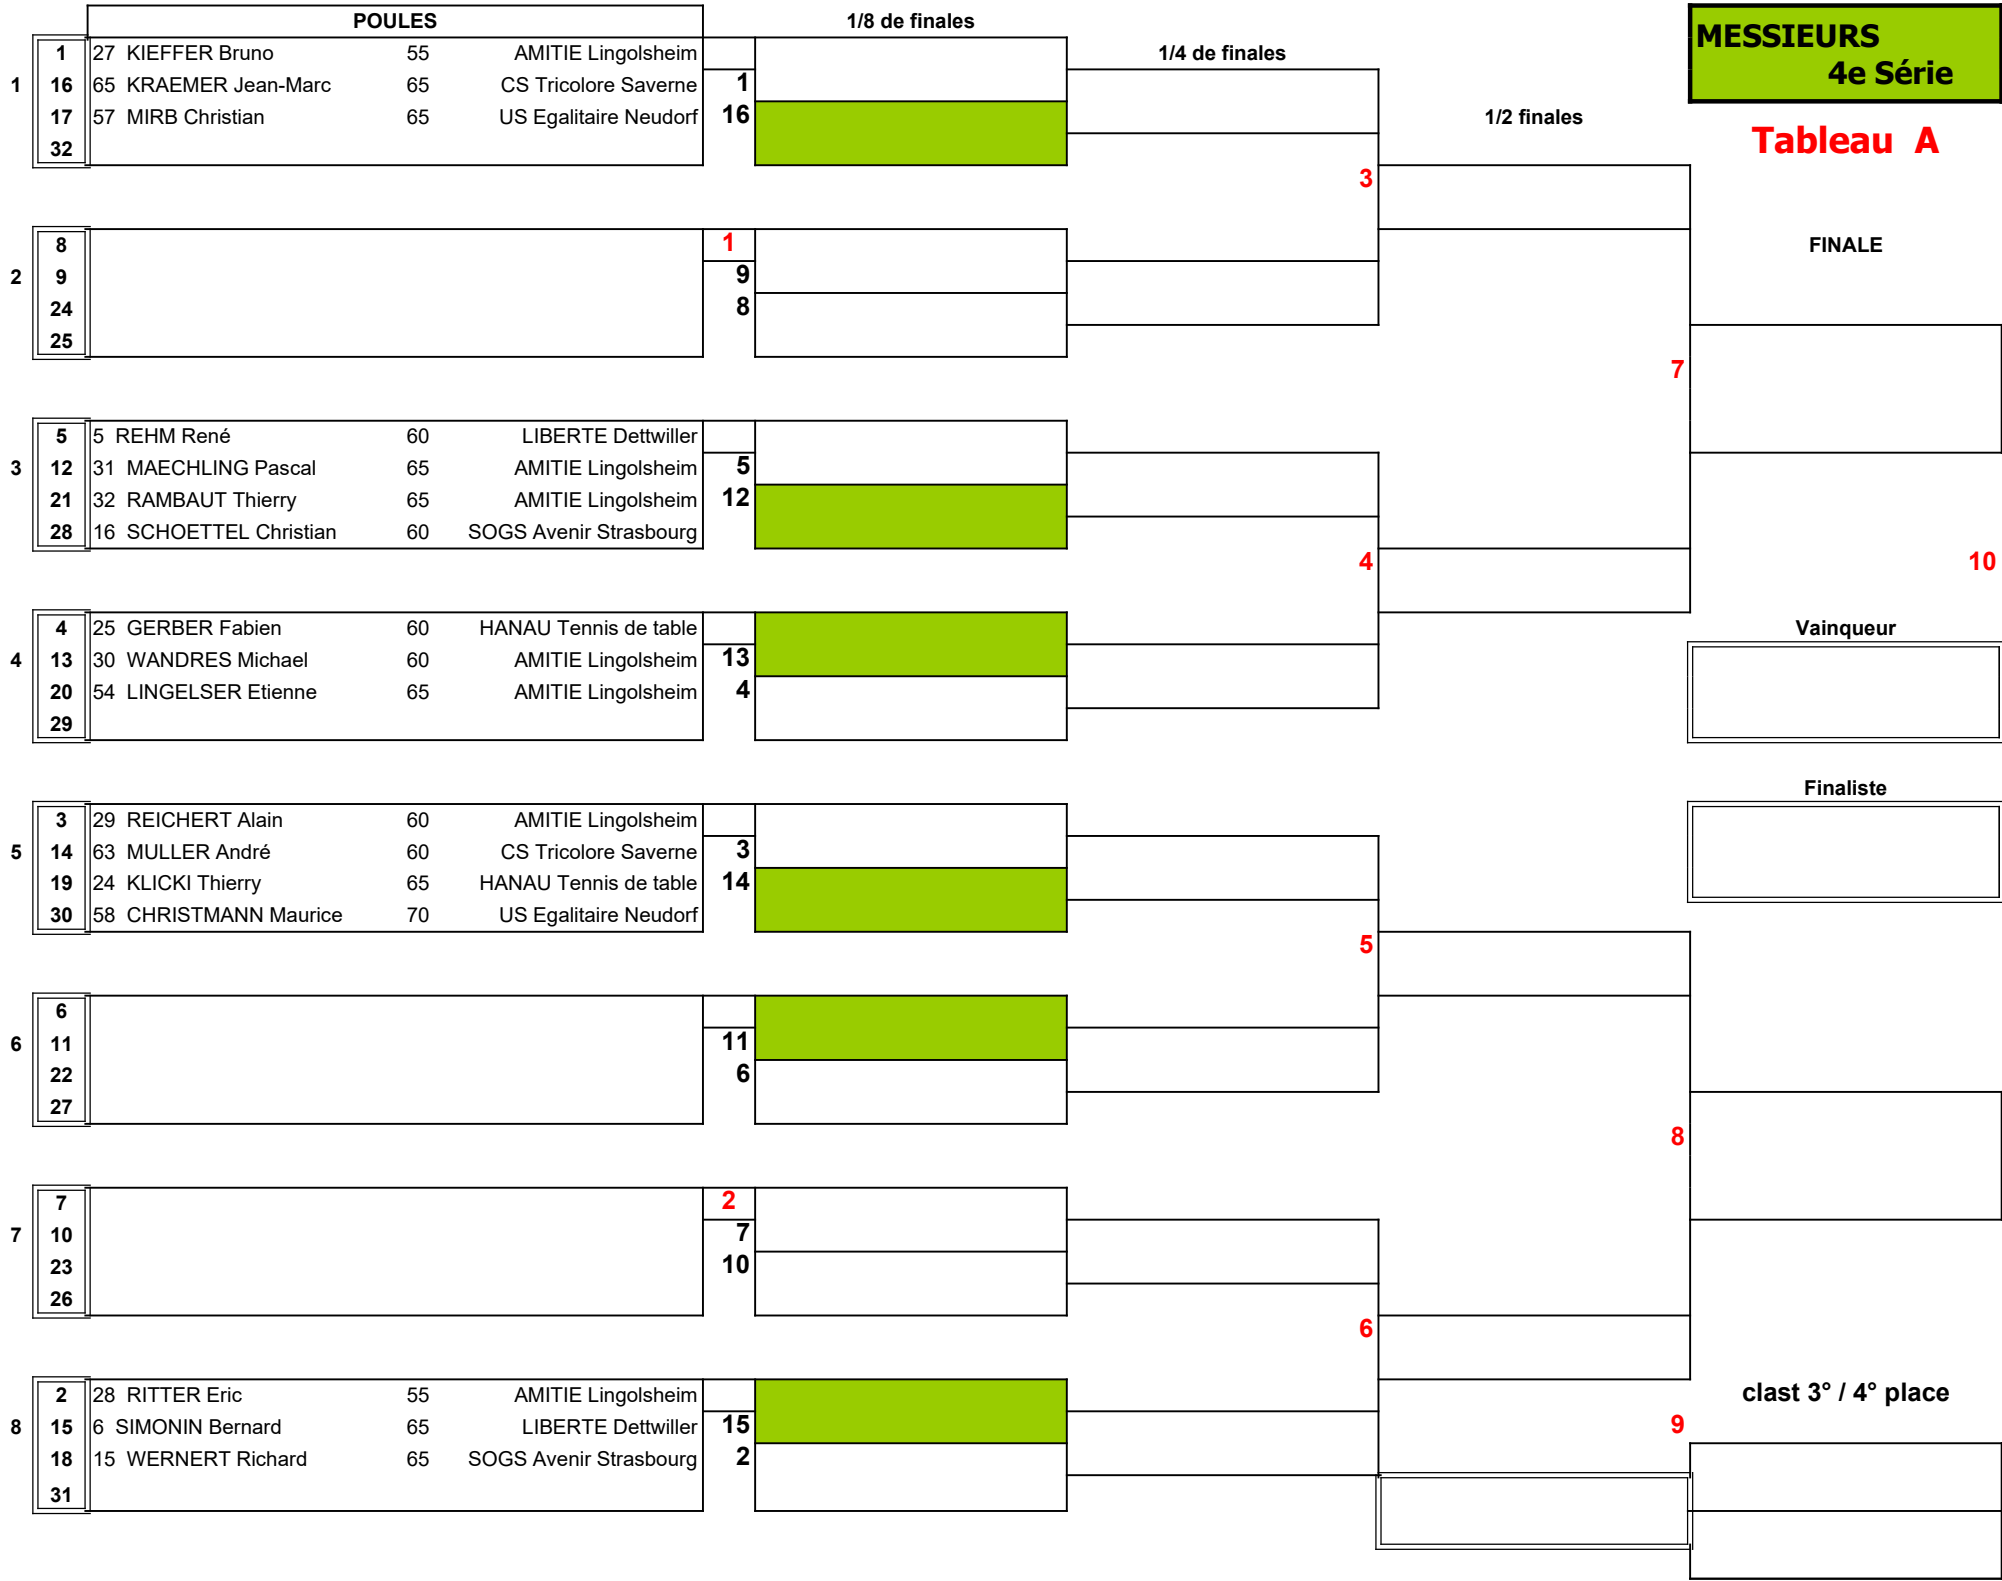 POULES 1/8 de finales
MESSIEURS
4e Série
1/4 de finales
1/2 finales
Tableau A
1
1 27 KIEFFER Bruno 55 AMITIE Lingolsheim
16 65 KRAEMER Jean-Marc 65 CS Tricolore Saverne 1
17 57 MIRB Christian 65 US Egalitaire Neudorf 16
32
3
FINALE
2
8 1
9 9
24 8
25
7
3
5 5 REHM René 60 LIBERTE Dettwiller
12 31 MAECHLING Pascal 65 AMITIE Lingolsheim 5
21 32 RAMBAUT Thierry 65 AMITIE Lingolsheim 12
28 16 SCHOETTEL Christian 60 SOGS Avenir Strasbourg
4 10
4
4 25 GERBER Fabien 60 HANAU Tennis de table
13 30 WANDRES Michael 60 AMITIE Lingolsheim 13
20 54 LINGELSER Etienne 65 AMITIE Lingolsheim 4
29
Vainqueur
Finaliste
5
3 29 REICHERT Alain 60 AMITIE Lingolsheim
14 63 MULLER André 60 CS Tricolore Saverne 3
19 24 KLICKI Thierry 65 HANAU Tennis de table 14
30 58 CHRISTMANN Maurice 70 US Egalitaire Neudorf
5
6
6
11 11
22 6
27
8
7
7 2
10 7
23 10
26
6
8
2 28 RITTER Eric 55 AMITIE Lingolsheim
15 6 SIMONIN Bernard 65 LIBERTE Dettwiller 15
18 15 WERNERT Richard 65 SOGS Avenir Strasbourg 2
31
clast 3° / 4° place
9